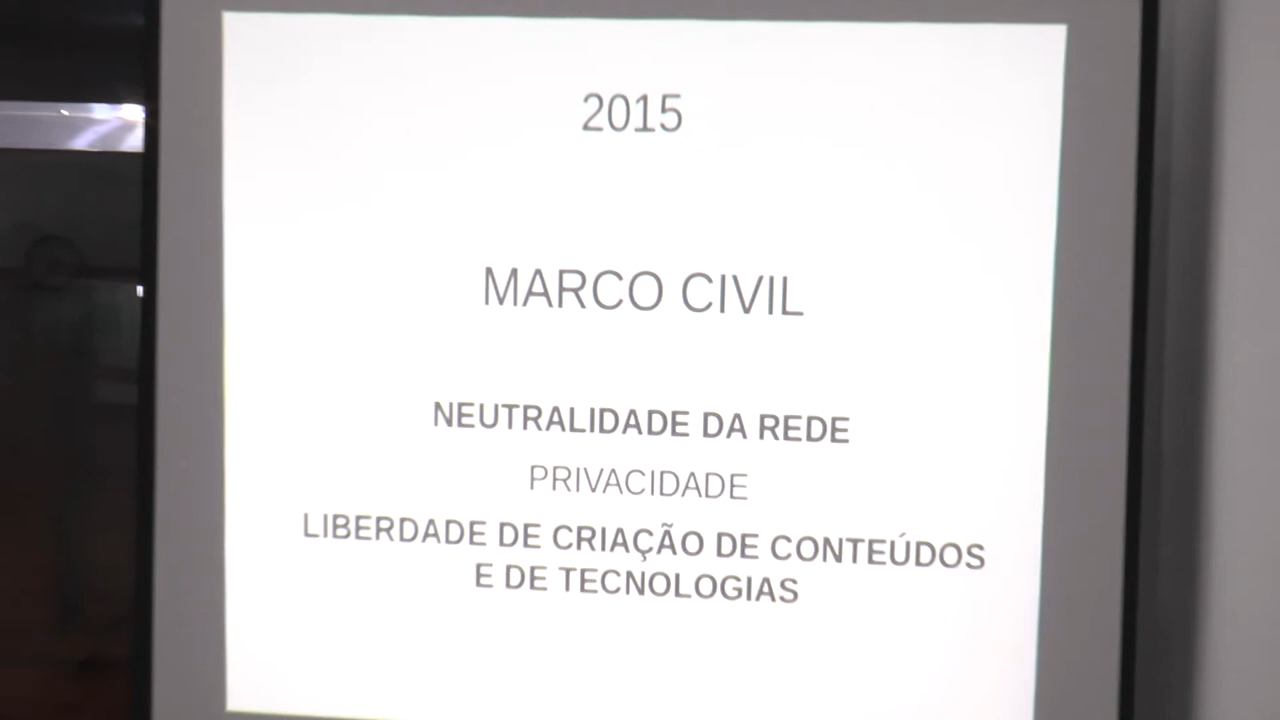 2015
MARCO CIVIL
NEUTRALIDADE DA REDE
PRIVACIDADE
LIBERDADE DE CRIAÇÃO DE CONTEÚDOS
E DE TECNOLOGIAS